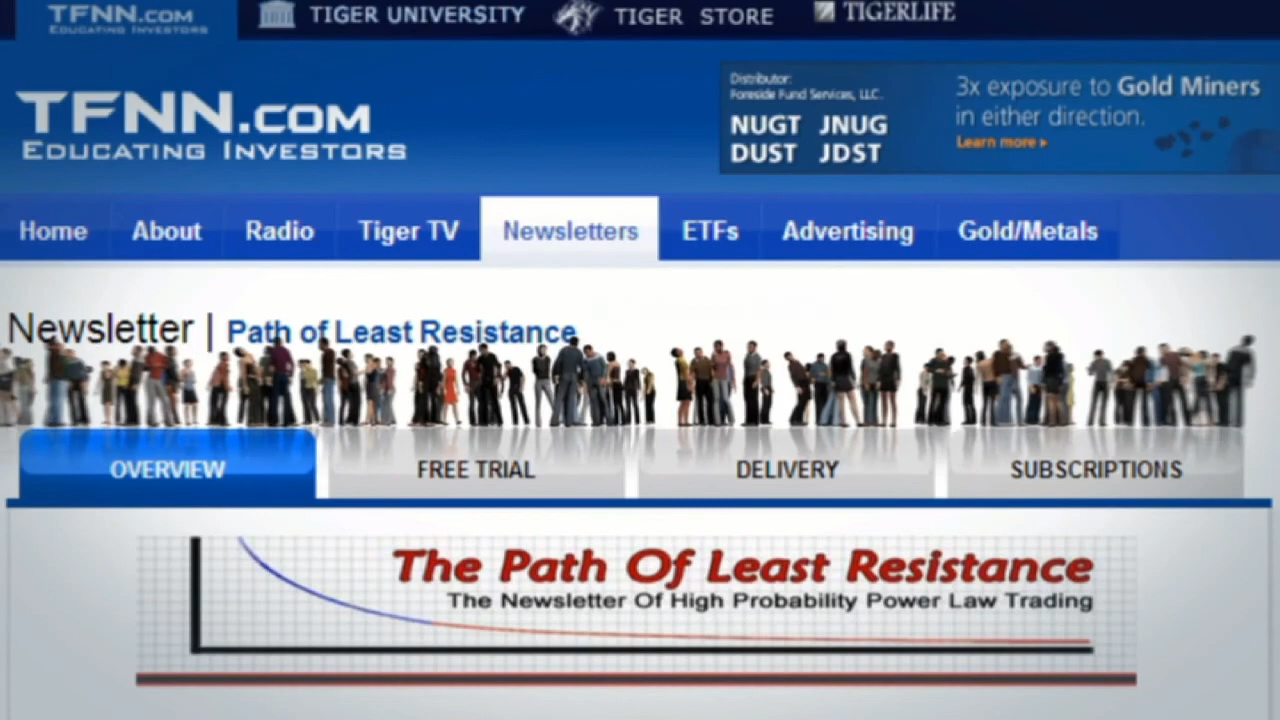 TFNN.COM
EDUCATING INVESTORS
TIGER UNIVERSITY
TIGER STORE
TIGERLIFE
TFNN.COM
EDUCATING INVESTORS
Distributor:
Foreside Fund Services, LLC.
NUGT JNUG
DUST JDST
3x exposure to Gold Miners
in either direction.
Learn more
Home About Radio Tiger TV Newsletters ETFs Advertising Gold/Metals
Newsletter | Path of Least Resistance
OVERVIEW FREE TRIAL DELIVERY SUBSCRIPTIONS
The Path Of Least Resistance
The Newsletter Of High Probability Power Law Trading